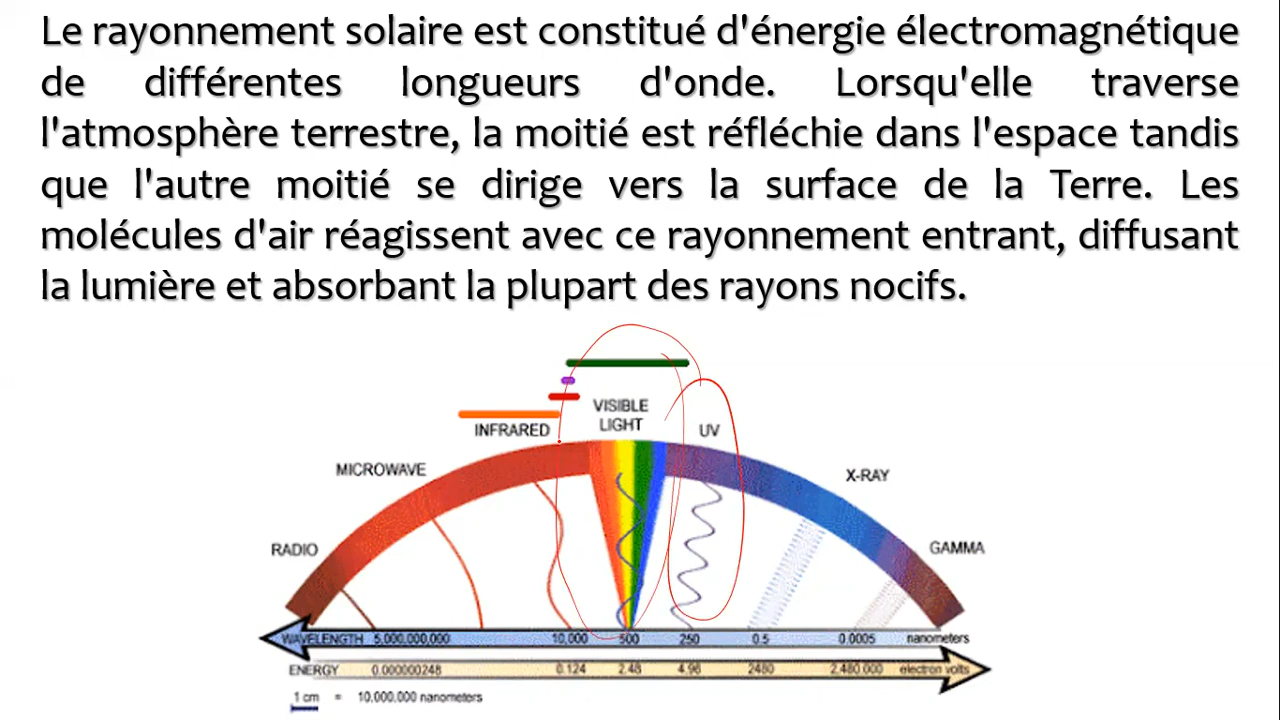 Le rayonnement solaire est constitué d'énergie électromagnétique
de différentes longueurs d'onde. Lorsqu'elle traverse
l'atmosphère terrestre, la moitié est réfléchie dans l'espace tandis
que l'autre moitié se dirige vers la surface de la Terre. Les
molécules d'air réagissent avec ce rayonnement entrant, diffusant
la lumière et absorbant la plupart des rayons nocifs.
VISIBLE
LIGHT
INFRARED
UV
MICROWAVE
X-RAY
RADIO
GAMMA
WAVELENGTH 5,000,000,000 10,000 500 250 0.5 0.0005 nanometers
ENERGY 0.000000248 0.124 2.48 4.96 2480 2,480,000 electron volts
1 cm = 10,000,000 nanometers